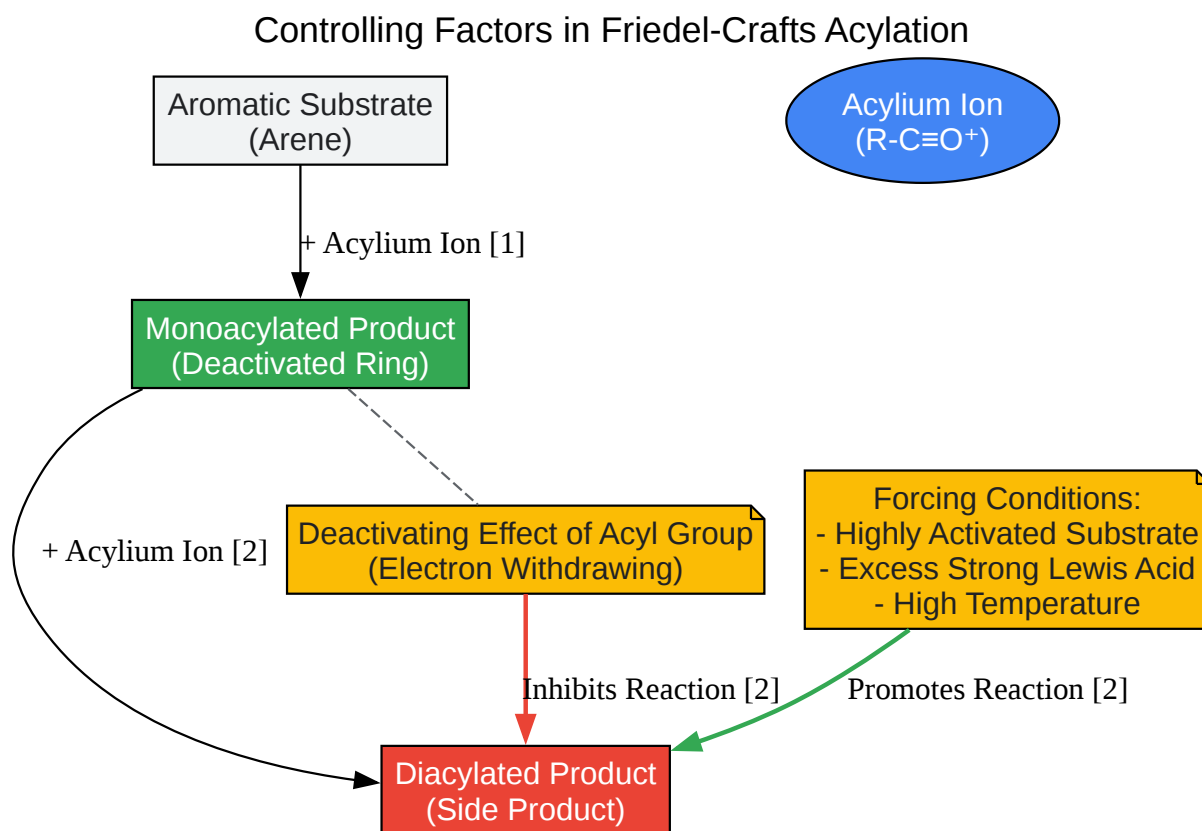 Controlling Factors in Friedel-Crafts Acylation
Aromatic Substrate
(Arene)
Acylium Ion
(R-C≡O⁺)
+ Acylium Ion [1]
Monoacylated Product
(Deactivated Ring)
+ Acylium Ion [2]
Deactivating Effect of Acyl Group
(Electron Withdrawing)
Forcing Conditions:
- Highly Activated Substrate
- Excess Strong Lewis Acid
- High Temperature
Inhibits Reaction [2]
Promotes Reaction [2]
Diacylated Product
(Side Product)